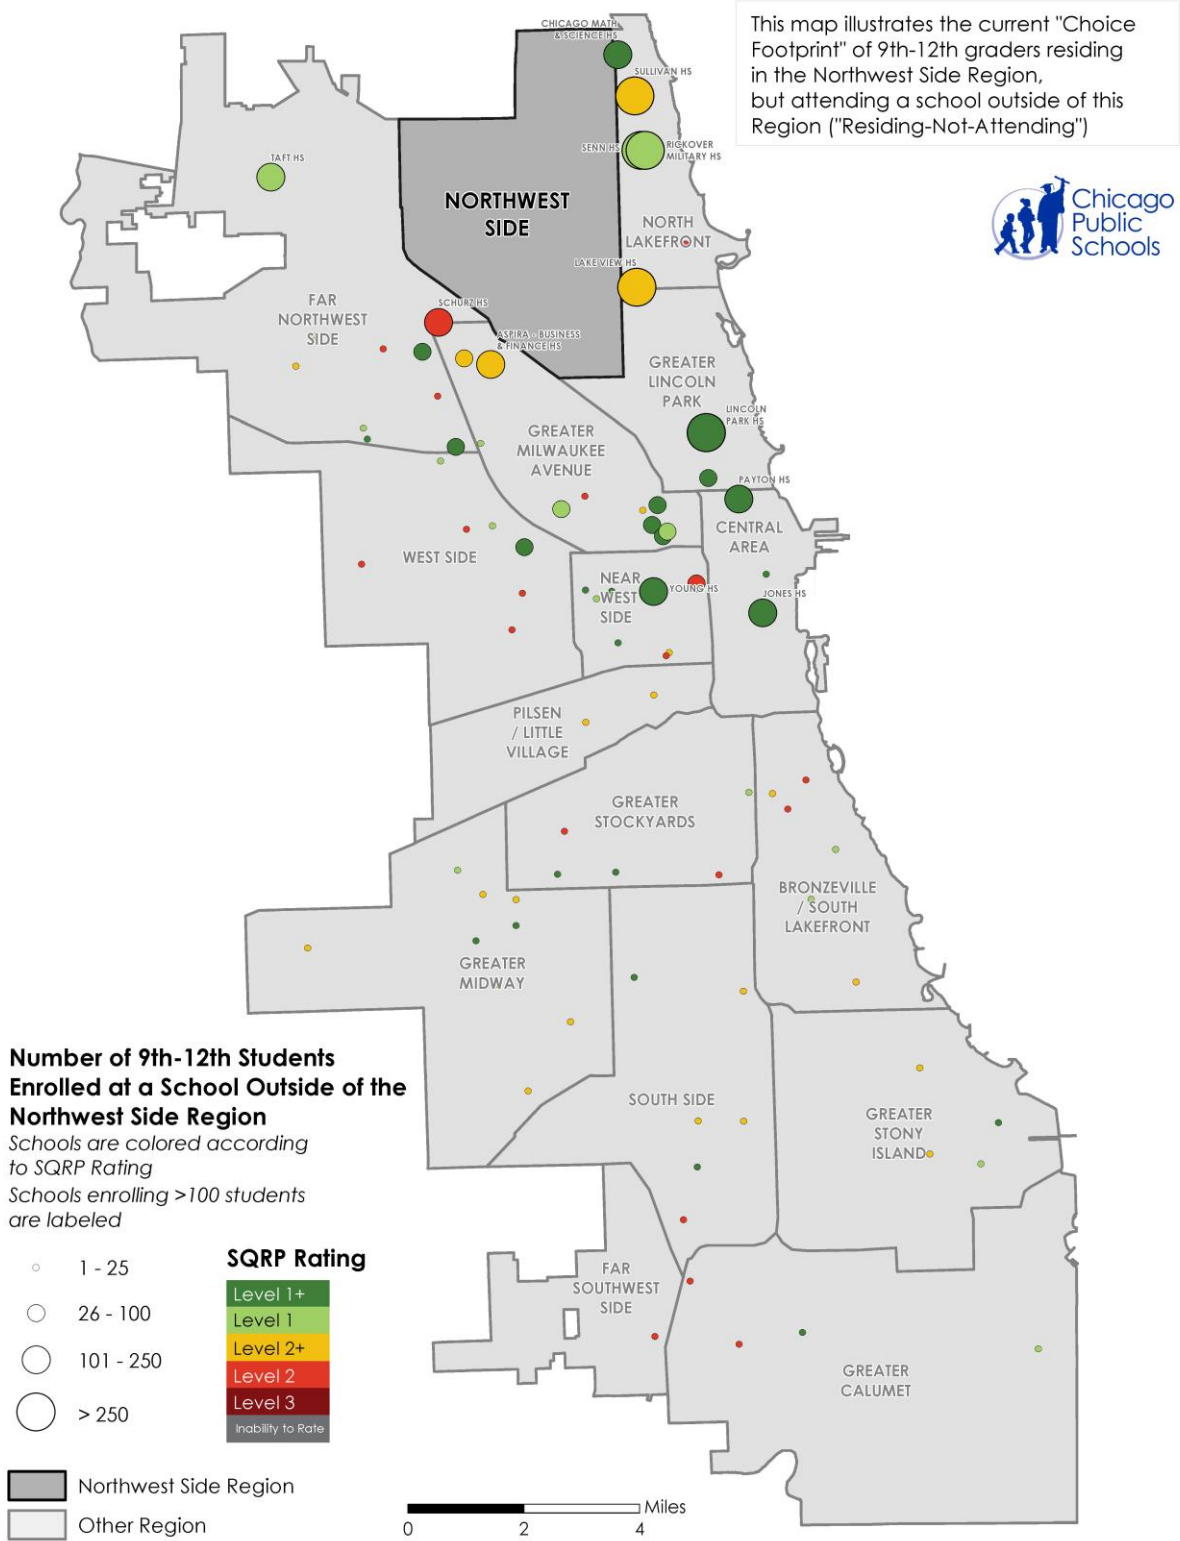 This map illustrates the current "Choice
Footprint" of 9th-12th graders residing
in the Northwest Side Region,
but attending a school outside of this
Region ("Residing-Not-Attending")
Chicago
Public
Schools
CHICAGO MATH
& SCIENCE HS
SULLIVAN HS
SENN HS
RICKOVER
MILITARY HS
TAFT HS
NORTHWEST
SIDE
NORTH
LAKEFRONT
LAKE VIEW HS
FAR
NORTHWEST
SIDE
SCHURZ HS
ASPIRA - BUSINESS
& FINANCE HS
GREATER
LINCOLN
PARK
LINCOLN
PARK HS
GREATER
MILWAUKEE
AVENUE
PAYTON HS
CENTRAL
AREA
WEST SIDE
NEAR
WEST
SIDE
YOUNG HS
JONES HS
PILSEN
/ LITTLE
VILLAGE
GREATER
STOCKYARDS
BRONZEVILLE
/ SOUTH
LAKEFRONT
GREATER
MIDWAY
SOUTH SIDE
GREATER
STONY
ISLAND
FAR
SOUTHWEST
SIDE
GREATER
CALUMET
Number of 9th-12th Students
Enrolled at a School Outside of the
Northwest Side Region
Schools are colored according
to SQRP Rating
Schools enrolling >100 students
are labeled
1 - 25
26 - 100
101 - 250
> 250
SQRP Rating
Level 1+
Level 1
Level 2+
Level 2
Level 3
Inability to Rate
Northwest Side Region
Other Region
Miles
0 2 4